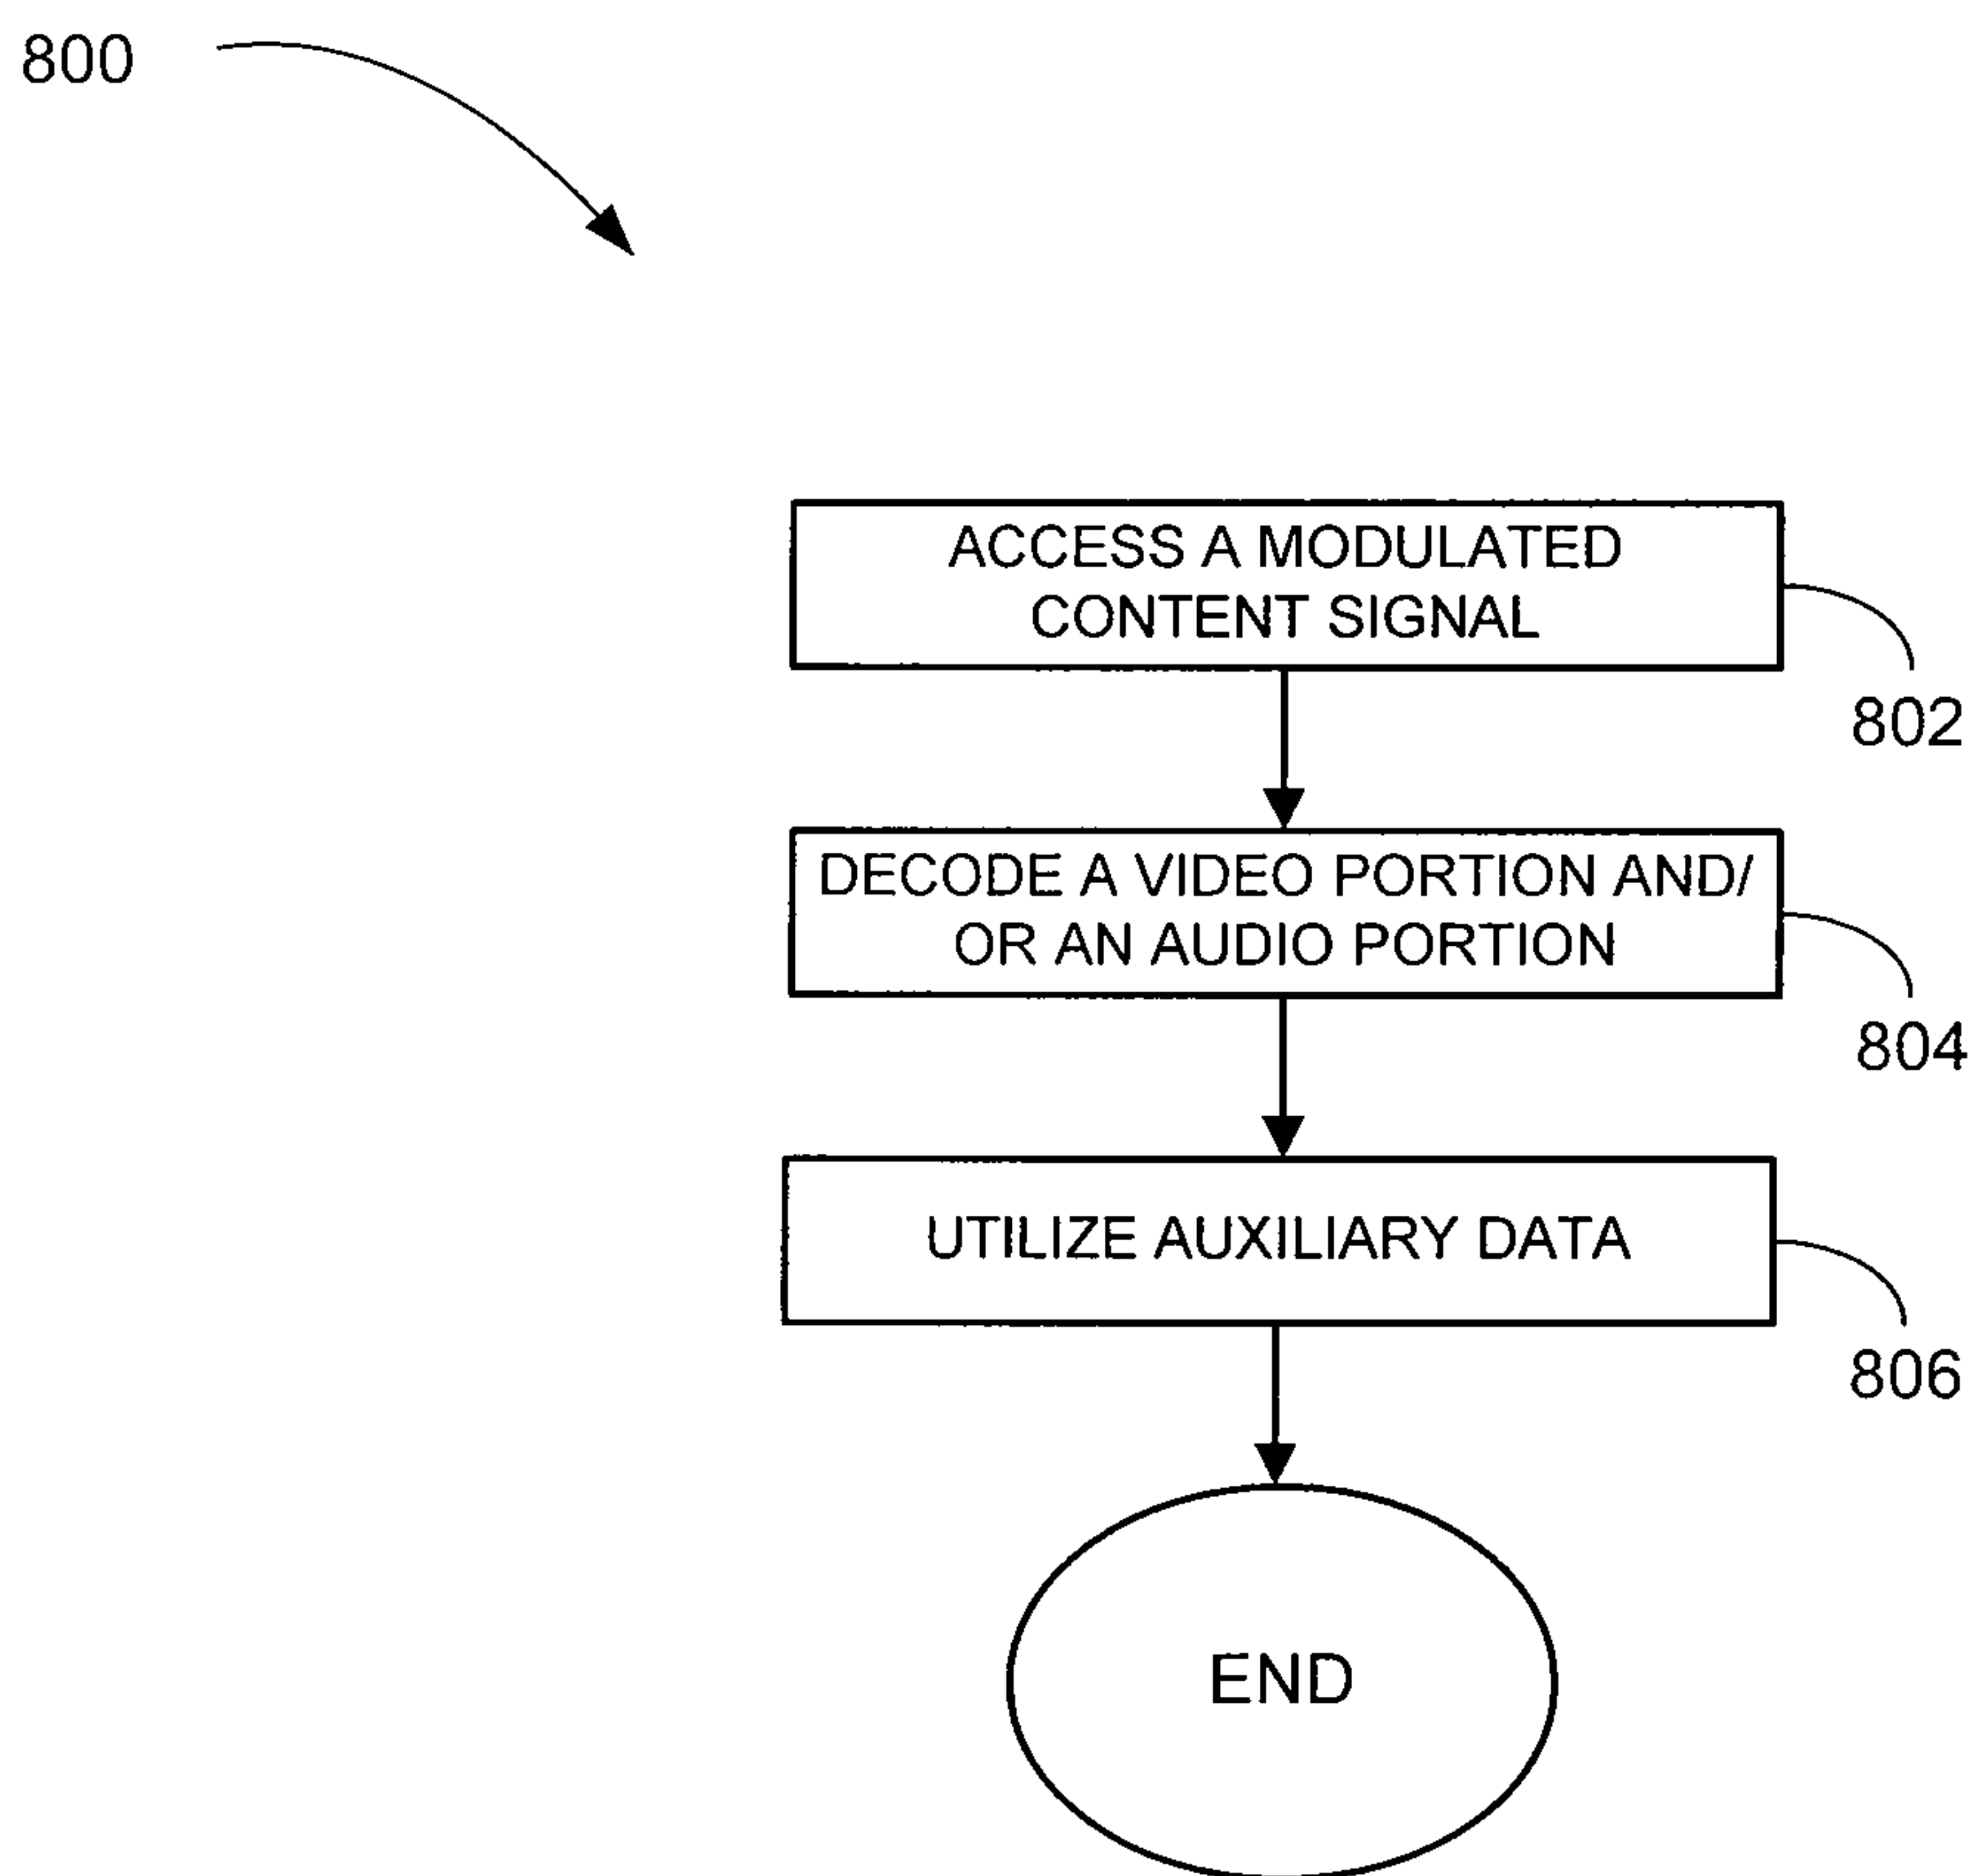 800
ACCESS A MODULATED
CONTENT SIGNAL
802
DECODE A VIDEO PORTION AND/
OR AN AUDIO PORTION
804
UTILIZE AUXILIARY DATA
806
END